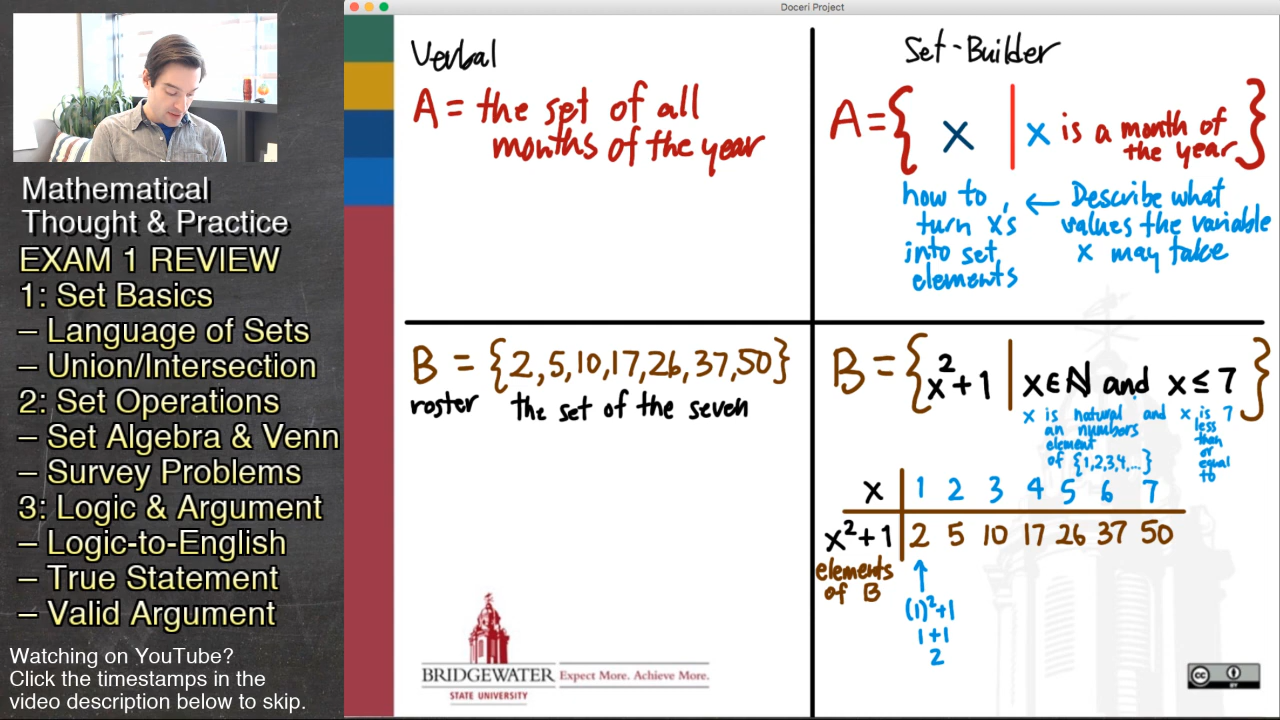 Doceri Project
Mathematical
Thought & Practice
EXAM 1 REVIEW
1: Set Basics
– Language of Sets
– Union/Intersection
2: Set Operations
– Set Algebra & Venn
– Survey Problems
3: Logic & Argument
– Logic-to-English
– True Statement
– Valid Argument
Watching on YouTube?
Click the timestamps in the
video description below to skip.
Verbal
A = the set of all
months of the year
Set-Builder
A = { x | x is a month of
the year }
how to
turn x's
into set
elements
← Describe what
values the variable
x may take
B = {2,5,10,17,26,37,50}
roster
the set of the seven
B = { x²+1 | x∈ℕ and x ≤ 7 }
x is an element of
natural numbers
{1,2,3,4,...}
and
x is less than or equal to 7
x | 1 2 3 4 5 6 7
x²+1 | 2 5 10 17 26 37 50
elements
of B
↑
(1)²+1
1+1
2
BRIDGEWATER
STATE UNIVERSITY
Expect More. Achieve More.
cc
BY